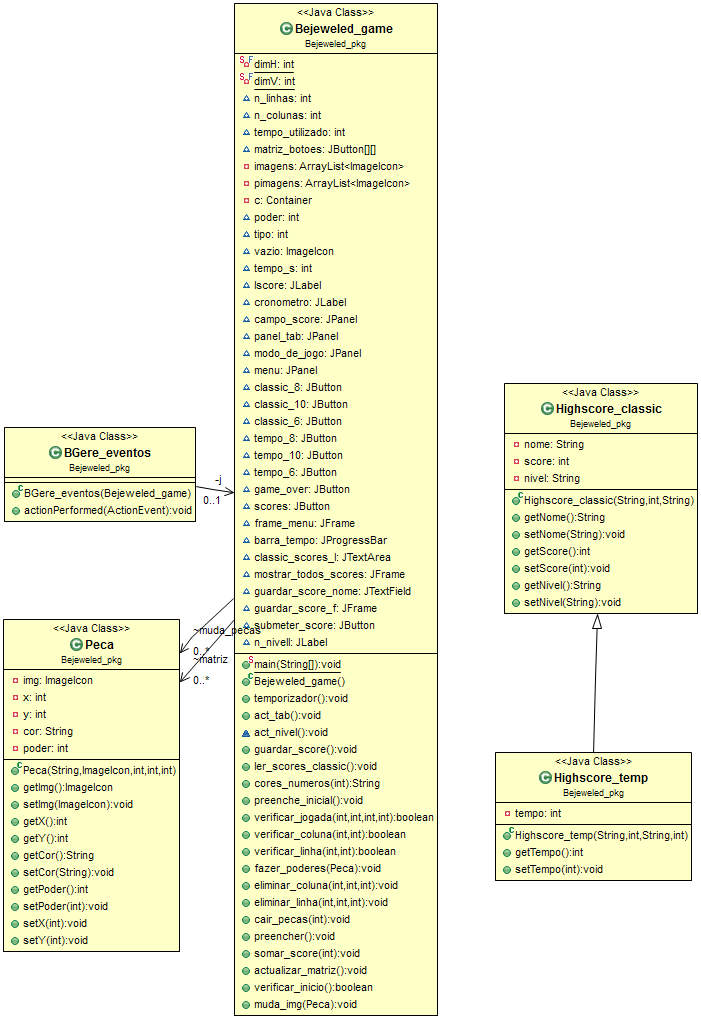 <<Java Class>>
Bejeweled_game
Bejeweled_pkg
dimH: int
dimV: int
n_linhas: int
n_colunas: int
tempo_utilizado: int
matriz_botoes: JButton[][]
imagens: ArrayList<ImageIcon>
pimagens: ArrayList<ImageIcon>
c: Container
poder: int
tipo: int
vazio: ImageIcon
tempo_s: int
lscore: JLabel
cronometro: JLabel
campo_score: JPanel
panel_tab: JPanel
modo_de_jogo: JPanel
menu: JPanel
classic_8: JButton
classic_10: JButton
classic_6: JButton
tempo_8: JButton
tempo_10: JButton
tempo_6: JButton
game_over: JButton
scores: JButton
frame_menu: JFrame
barra_tempo: JProgressBar
classic_scores_l: JTextArea
mostrar_todos_scores: JFrame
guardar_score_nome: JTextField
guardar_score_f: JFrame
submeter_score: JButton
n_nivell: JLabel
main(String[]):void
Bejeweled_game()
temporizador():void
act_tab():void
act_nivel():void
guardar_score():void
ler_scores_classic():void
cores_numeros(int):String
preenche_inicial():void
verificar_jogada(int,int,int,int):boolean
verificar_coluna(int,int):boolean
verificar_linha(int,int):boolean
fazer_poderes(Peca):void
eliminar_coluna(int,int,int):void
eliminar_linha(int,int,int):void
cair_pecas(int):void
preencher():void
somar_score(int):void
actualizar_matriz():void
verificar_inicio():boolean
muda_img(Peca):void
<<Java Class>>
BGere_eventos
Bejeweled_pkg
BGere_eventos(Bejeweled_game)
actionPerformed(ActionEvent):void
-j
0..1
~muda_pecas
0..*
~matriz
0..*
<<Java Class>>
Peca
Bejeweled_pkg
img: ImageIcon
x: int
y: int
cor: String
poder: int
Peca(String,ImageIcon,int,int,int)
getImg():ImageIcon
setImg(ImageIcon):void
getX():int
getY():int
getCor():String
setCor(String):void
getPoder():int
setPoder(int):void
setX(int):void
setY(int):void
<<Java Class>>
Highscore_classic
Bejeweled_pkg
nome: String
score: int
nivel: String
Highscore_classic(String,int,String)
getNome():String
setNome(String):void
getScore():int
setScore(int):void
getNivel():String
setNivel(String):void
<<Java Class>>
Highscore_temp
Bejeweled_pkg
tempo: int
Highscore_temp(String,int,String,int)
getTempo():int
setTempo(int):void